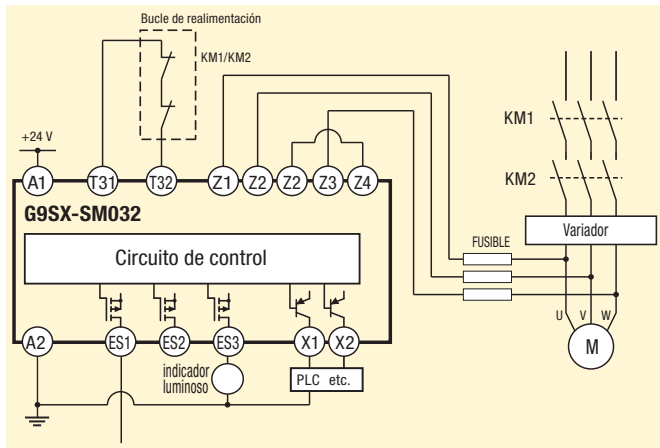 Bucle de realimentación
KM1/KM2
KM1
+24 V
A1
T31
T32
Z1
Z2
Z2
Z3
Z4
KM2
G9SX-SM032
Variador
FUSIBLE
Circuito de control
U
V
W
M
A2
ES1
ES2
ES3
X1
X2
indicador
luminoso
PLC etc.